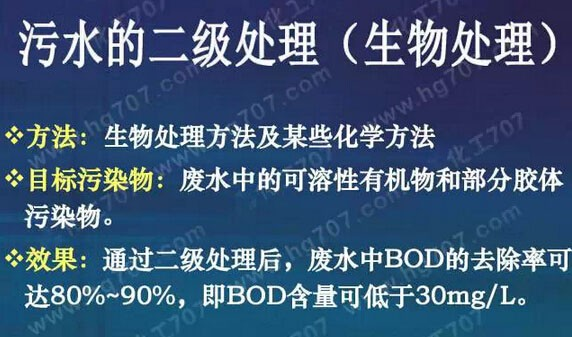 污水的二级处理（生物处理）
❖方法：生物处理方法及某些化学方法
❖目标污染物：废水中的可溶性有机物和部分胶体
污染物。
❖效果：通过二级处理后，废水中BOD的去除率可
达80%~90%，即BOD含量可低于30mg/L。